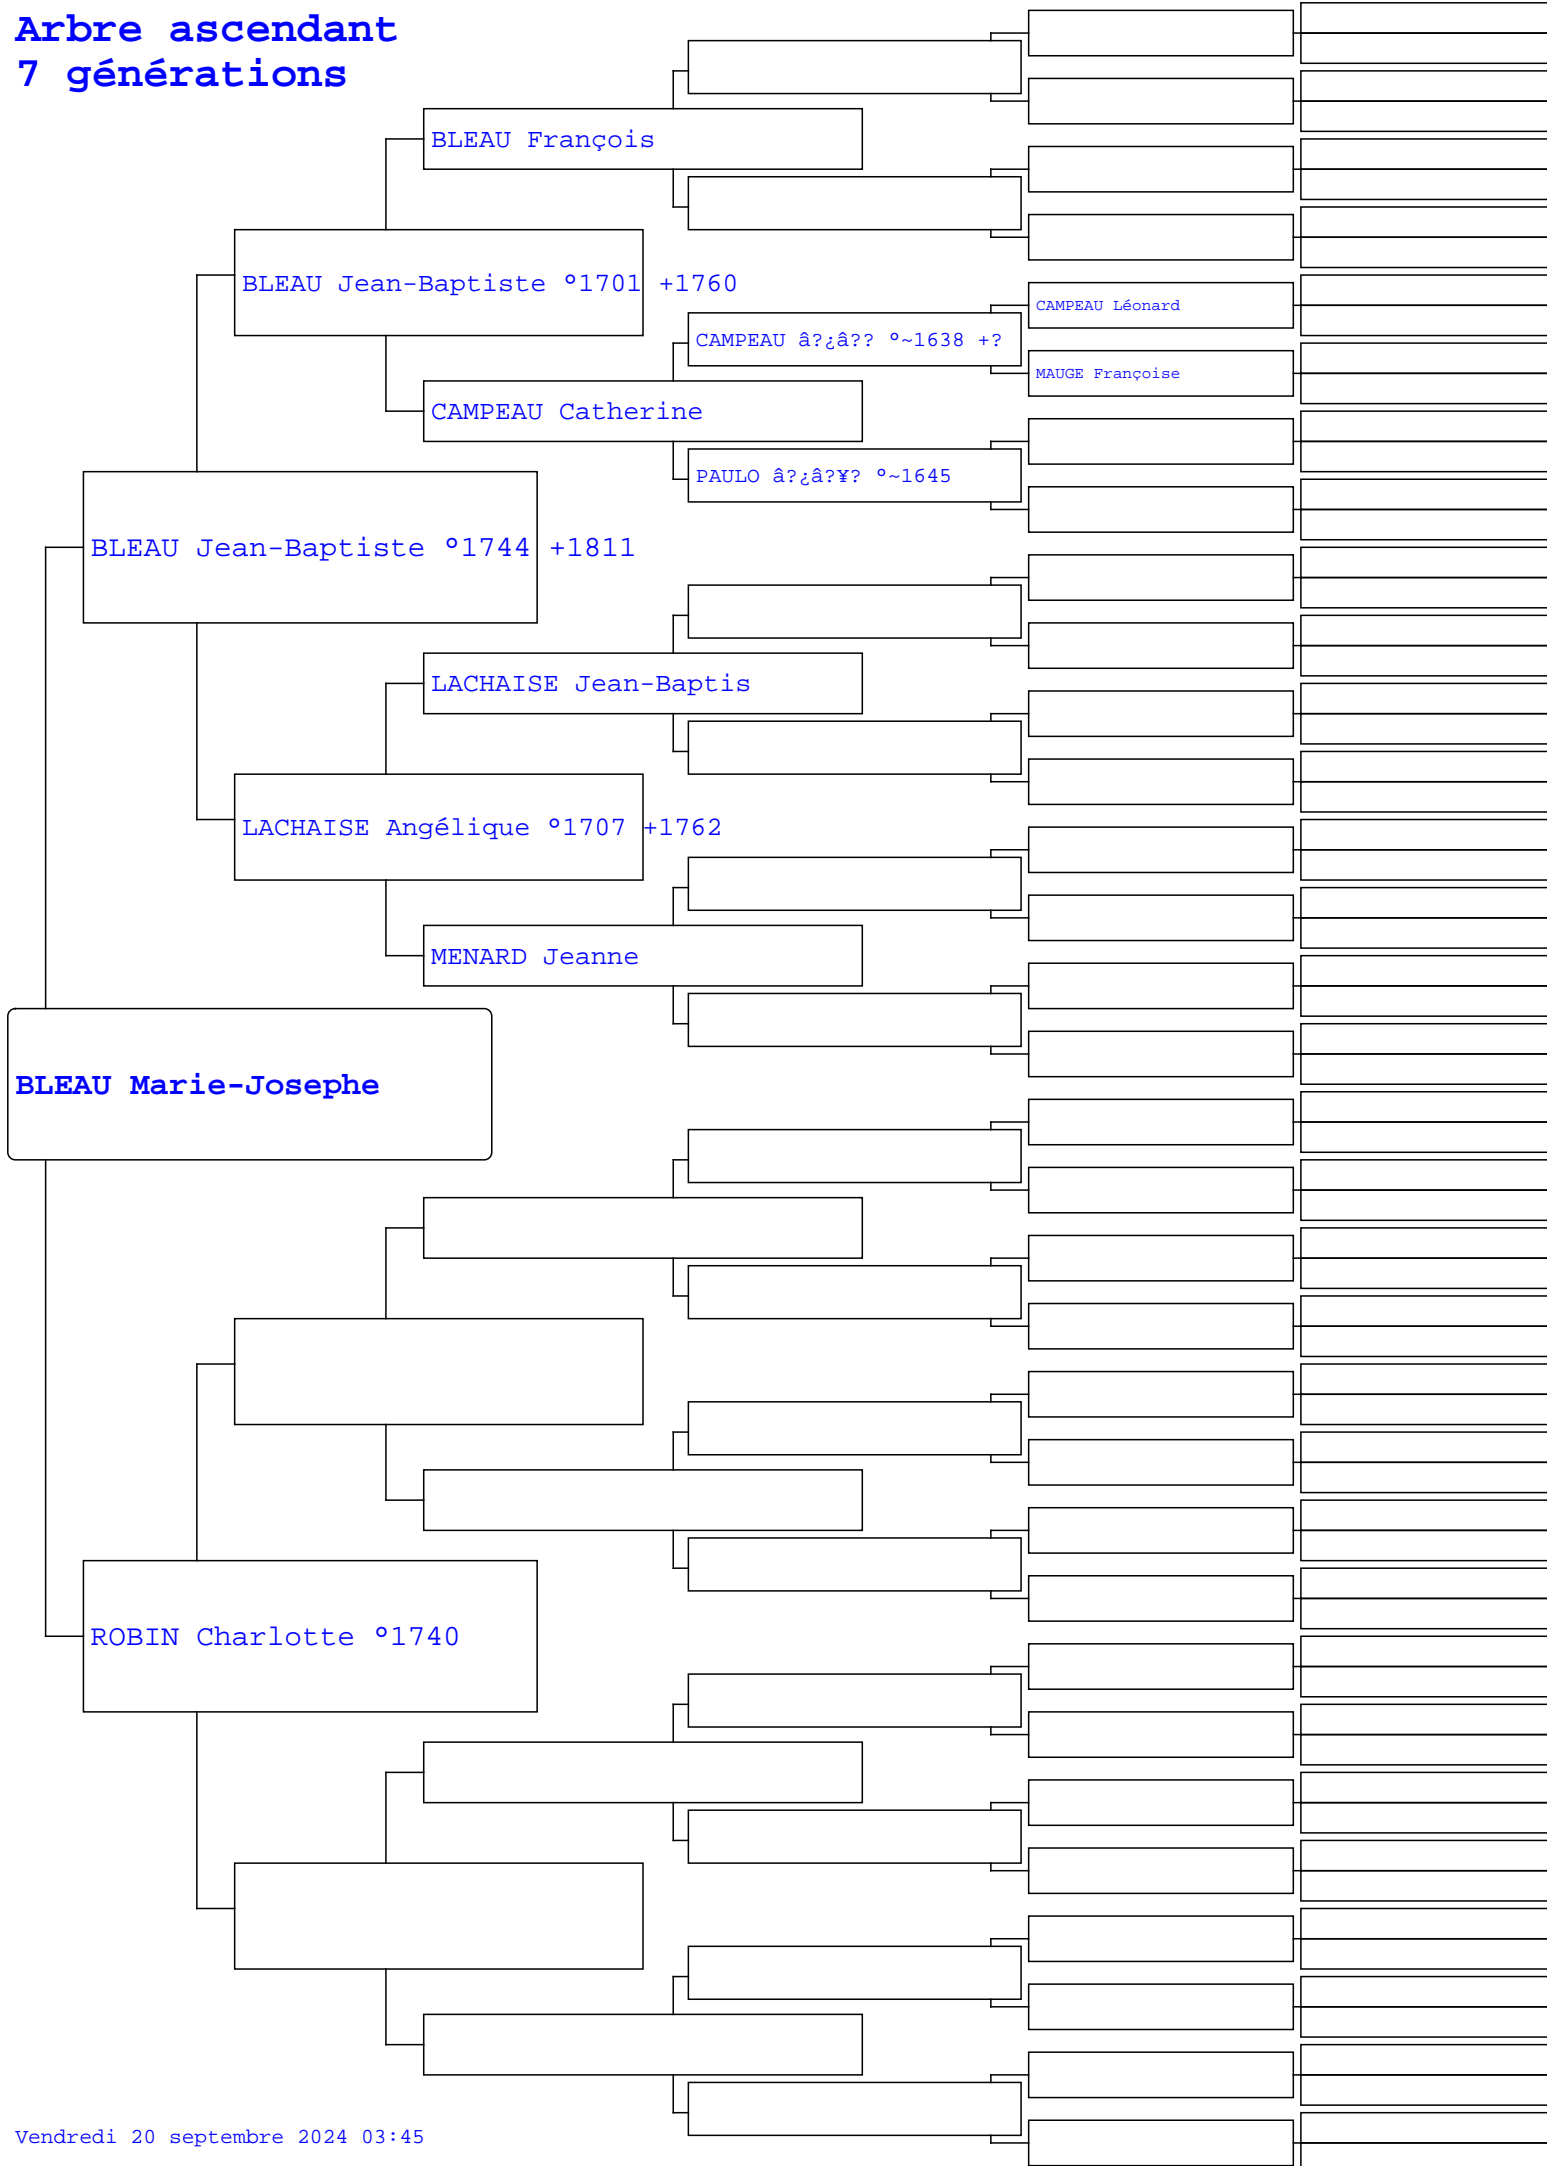 Arbre ascendant
7 générations
BLEAU François
BLEAU Jean-Baptiste °1701 +1760
CAMPEAU Léonard
CAMPEAU â?¿â?? °~1638 +?
MAUGE Françoise
CAMPEAU Catherine
PAULO â?¿â?¥? °~1645
BLEAU Jean-Baptiste °1744 +1811
LACHAISE Jean-Baptis
LACHAISE Angélique °1707 +1762
MENARD Jeanne
BLEAU Marie-Josephe
ROBIN Charlotte °1740
Vendredi 20 septembre 2024 03:45